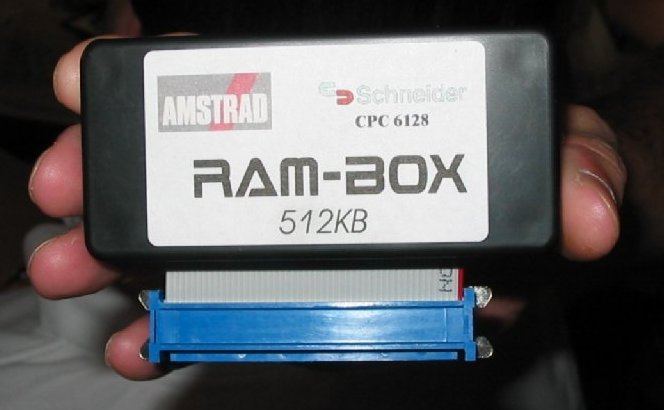 AMSTRAD
Schneider
CPC 6128
RAM-BOX
512KB